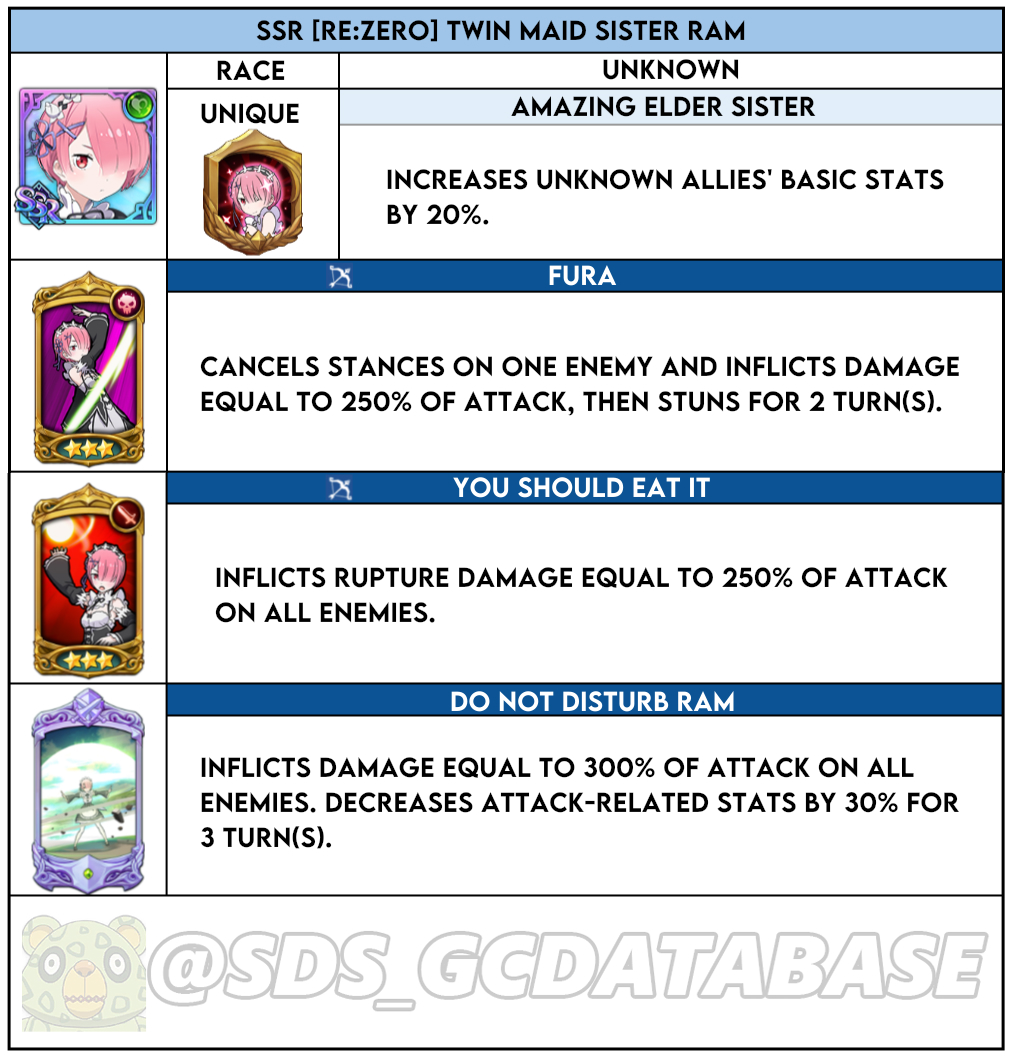 SSR [RE:ZERO] TWIN MAID SISTER RAM
RACE
UNKNOWN
UNIQUE
AMAZING ELDER SISTER
SSR
INCREASES UNKNOWN ALLIES' BASIC STATS
BY 20%.
FURA
CANCELS STANCES ON ONE ENEMY AND INFLICTS DAMAGE
EQUAL TO 250% OF ATTACK, THEN STUNS FOR 2 TURN(S).
YOU SHOULD EAT IT
INFLICTS RUPTURE DAMAGE EQUAL TO 250% OF ATTACK
ON ALL ENEMIES.
DO NOT DISTURB RAM
INFLICTS DAMAGE EQUAL TO 300% OF ATTACK ON ALL
ENEMIES. DECREASES ATTACK-RELATED STATS BY 30% FOR
3 TURN(S).
@SDS_GCDATABASE